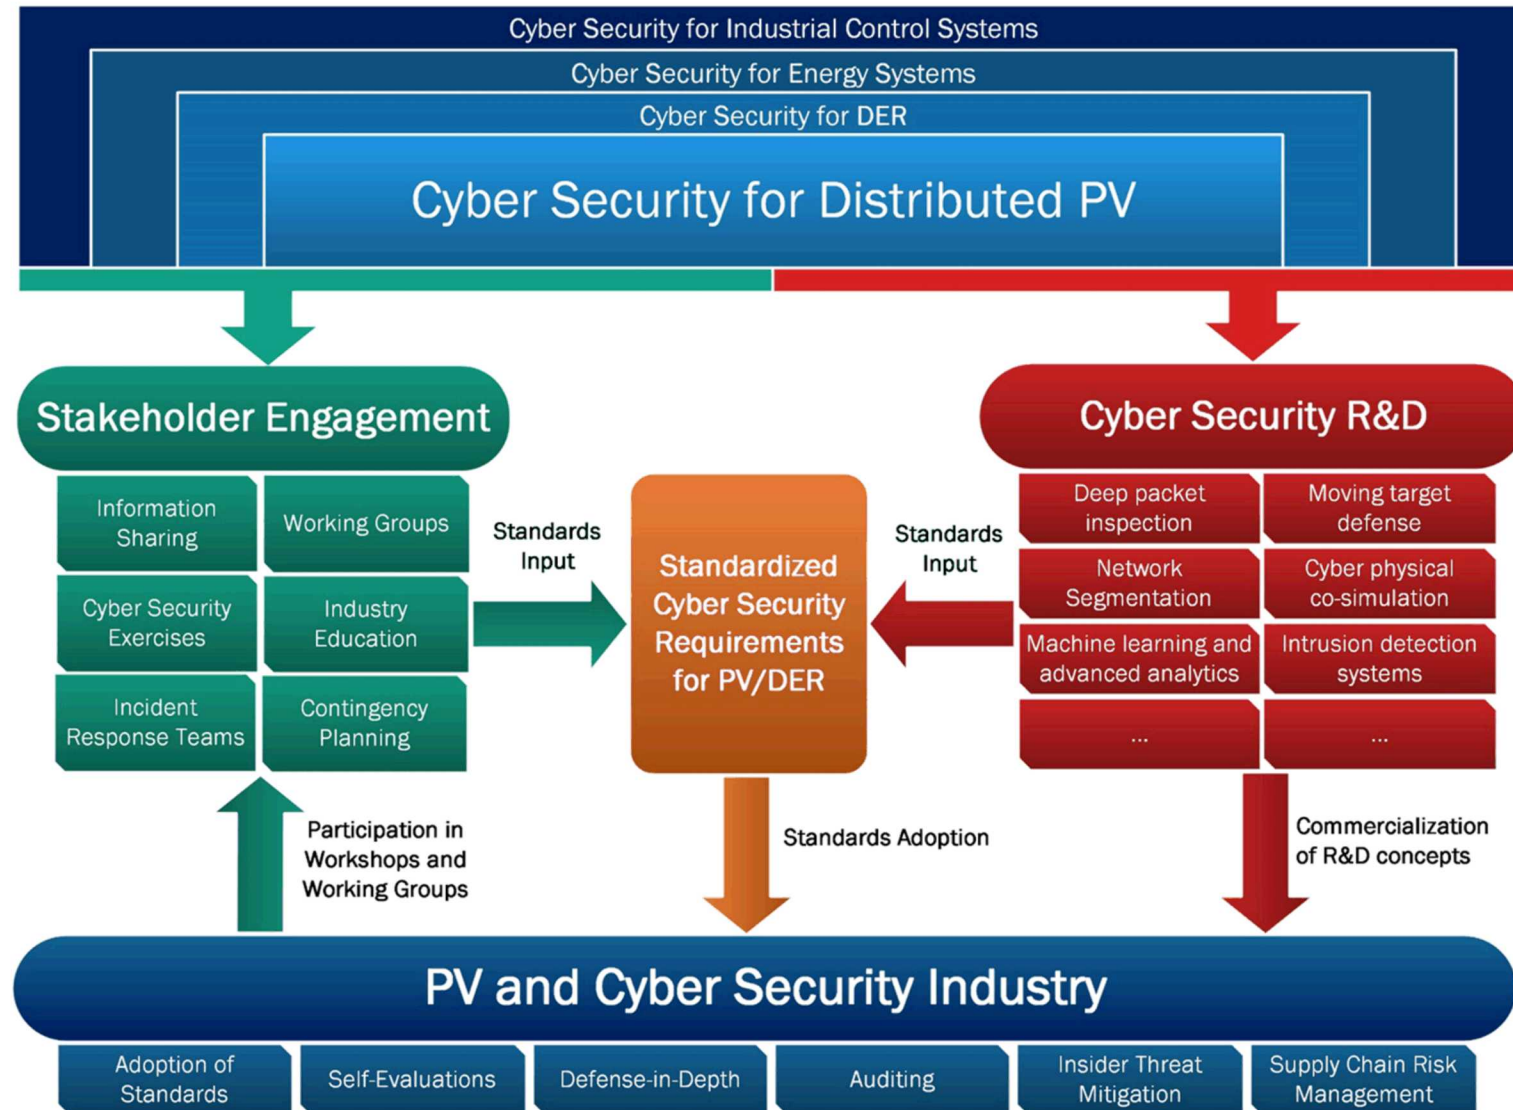 Cyber Security for Industrial Control Systems
Cyber Security for Energy Systems
Cyber Security for DER
Cyber Security for Distributed PV
Stakeholder Engagement
Information
Sharing
Working Groups
Cyber Security
Exercises
Industry
Education
Incident
Response Teams
Contingency
Planning
Standards
Input
Standardized
Cyber Security
Requirements
for PV/DER
Standards
Input
Cyber Security R&D
Deep packet
inspection
Moving target
defense
Network
Segmentation
Cyber physical
co-simulation
Machine learning and
advanced analytics
Intrusion detection
systems
...
...
Participation in
Workshops and
Working Groups
Standards Adoption
Commercialization
of R&D concepts
PV and Cyber Security Industry
Adoption of
Standards
Self-Evaluations
Defense-in-Depth
Auditing
Insider Threat
Mitigation
Supply Chain Risk
Management